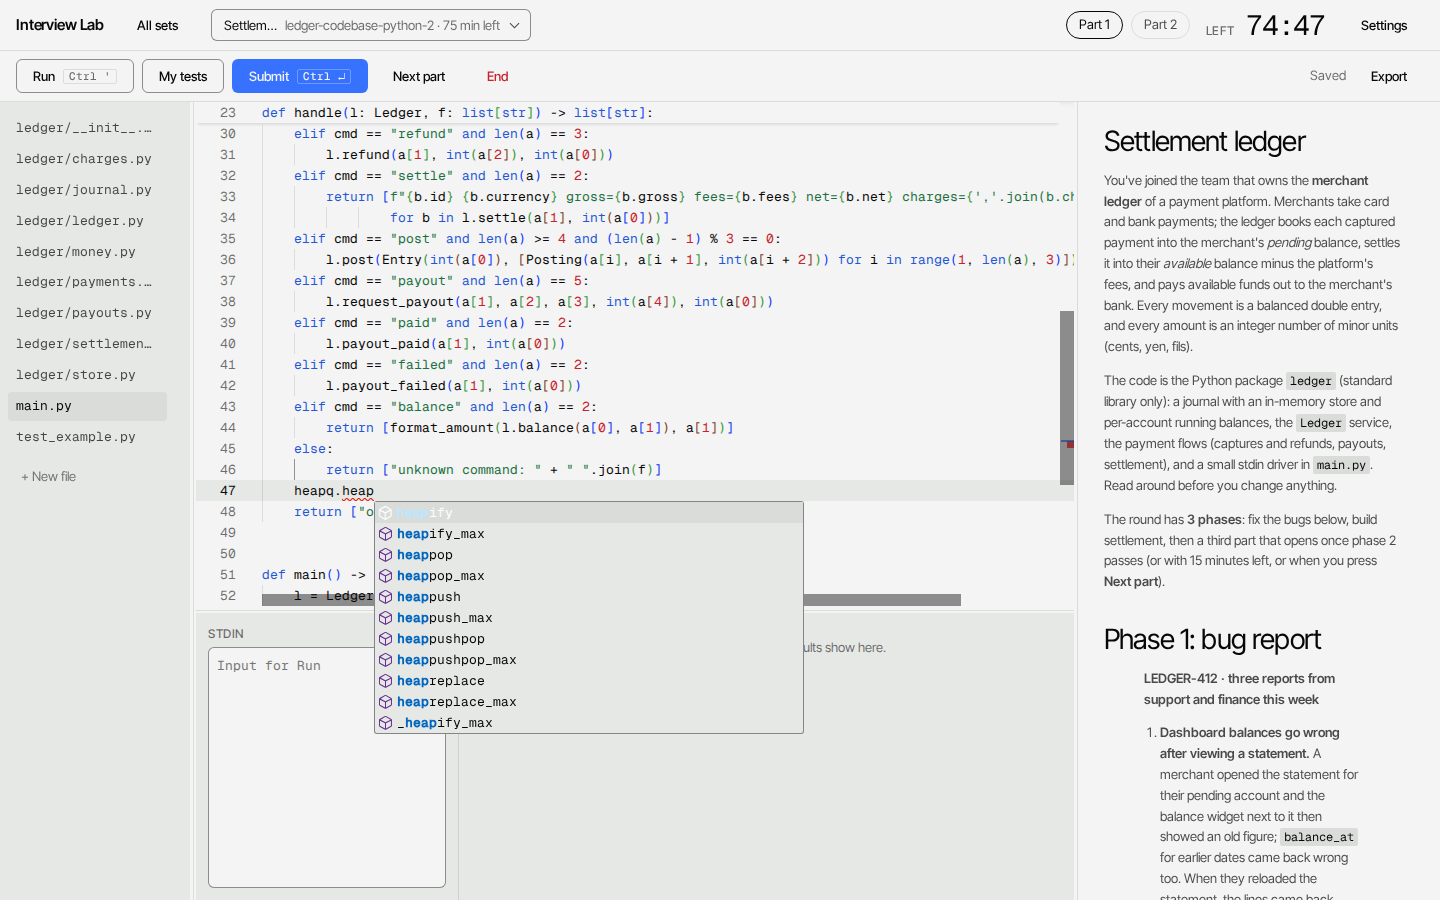 Interview Lab
All sets
Settlem... ledger-codebase-python-2 · 75 min left
Part 1
Part 2
LEFT 74:47
Settings
Run Ctrl '
My tests
Submit Ctrl ↵
Next part
End
Saved
Export
ledger/__init__.…
ledger/charges.py
ledger/journal.py
ledger/ledger.py
ledger/money.py
ledger/payments.…
ledger/payouts.py
ledger/settlemen…
ledger/store.py
main.py
test_example.py
+ New file
23 def handle(l: Ledger, f: list[str]) -> list[str]:
30 elif cmd == "refund" and len(a) == 3:
31 l.refund(a[1], int(a[2]), int(a[0]))
32 elif cmd == "settle" and len(a) == 2:
33 return [f"{b.id} {b.currency} gross={b.gross} fees={b.fees} net={b.net} charges={','.join(b.ch
34 for b in l.settle(a[1], int(a[0]))]
35 elif cmd == "post" and len(a) >= 4 and (len(a) - 1) % 3 == 0:
36 l.post(Entry(int(a[0]), [Posting(a[i], a[i + 1], int(a[i + 2])) for i in range(1, len(a), 3)])
37 elif cmd == "payout" and len(a) == 5:
38 l.request_payout(a[1], a[2], a[3], int(a[4]), int(a[0]))
39 elif cmd == "paid" and len(a) == 2:
40 l.payout_paid(a[1], int(a[0]))
41 elif cmd == "failed" and len(a) == 2:
42 l.payout_failed(a[1], int(a[0]))
43 elif cmd == "balance" and len(a) == 2:
44 return [format_amount(l.balance(a[0], a[1]), a[1])]
45 else:
46 return ["unknown command: " + " ".join(f)]
47 heapq.heap
48 return ["o
49
50
51 def main() ->
52 l = Ledger
heapify
heapify_max
heappop
heappop_max
heappush
heappush_max
heappushpop
heappushpop_max
heapreplace
heapreplace_max
_heapify_max
STDIN
Input for Run
ults show here.
Settlement ledger
You've joined the team that owns the merchant
ledger of a payment platform. Merchants take card
and bank payments; the ledger books each captured
payment into the merchant's pending balance, settles
it into their available balance minus the platform's
fees, and pays available funds out to the merchant's
bank. Every movement is a balanced double entry,
and every amount is an integer number of minor units
(cents, yen, fils).
The code is the Python package ledger (standard
library only): a journal with an in-memory store and
per-account running balances, the Ledger service,
the payment flows (captures and refunds, payouts,
settlement), and a small stdin driver in main.py.
Read around before you change anything.
The round has 3 phases: fix the bugs below, build
settlement, then a third part that opens once phase 2
passes (or with 15 minutes left, or when you press
Next part).
Phase 1: bug report
LEDGER-412 · three reports from
support and finance this week
1. Dashboard balances go wrong
after viewing a statement. A
merchant opened the statement for
their pending account and the
balance widget next to it then
showed an old figure; balance_at
for earlier dates came back wrong
too. When they reloaded the
statement, the lines came back